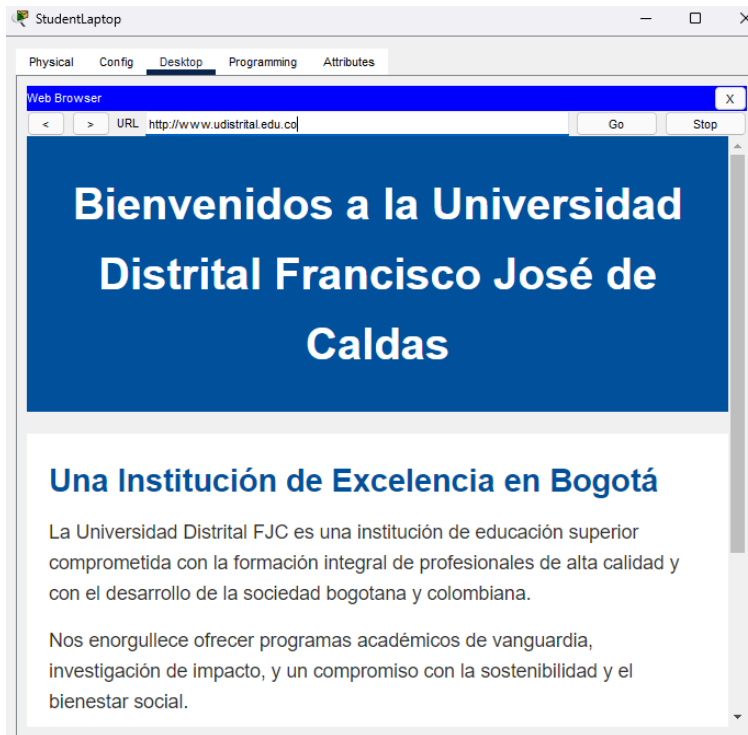 StudentLaptop
Physical Config Desktop Programming Attributes
Web Browser X
< > URL http://www.udistrital.edu.co Go Stop
Bienvenidos a la Universidad
Distrital Francisco José de
Caldas
Una Institución de Excelencia en Bogotá
La Universidad Distrital FJC es una institución de educación superior
comprometida con la formación integral de profesionales de alta calidad y
con el desarrollo de la sociedad bogotana y colombiana.
Nos enorgullece ofrecer programas académicos de vanguardia,
investigación de impacto, y un compromiso con la sostenibilidad y el
bienestar social.